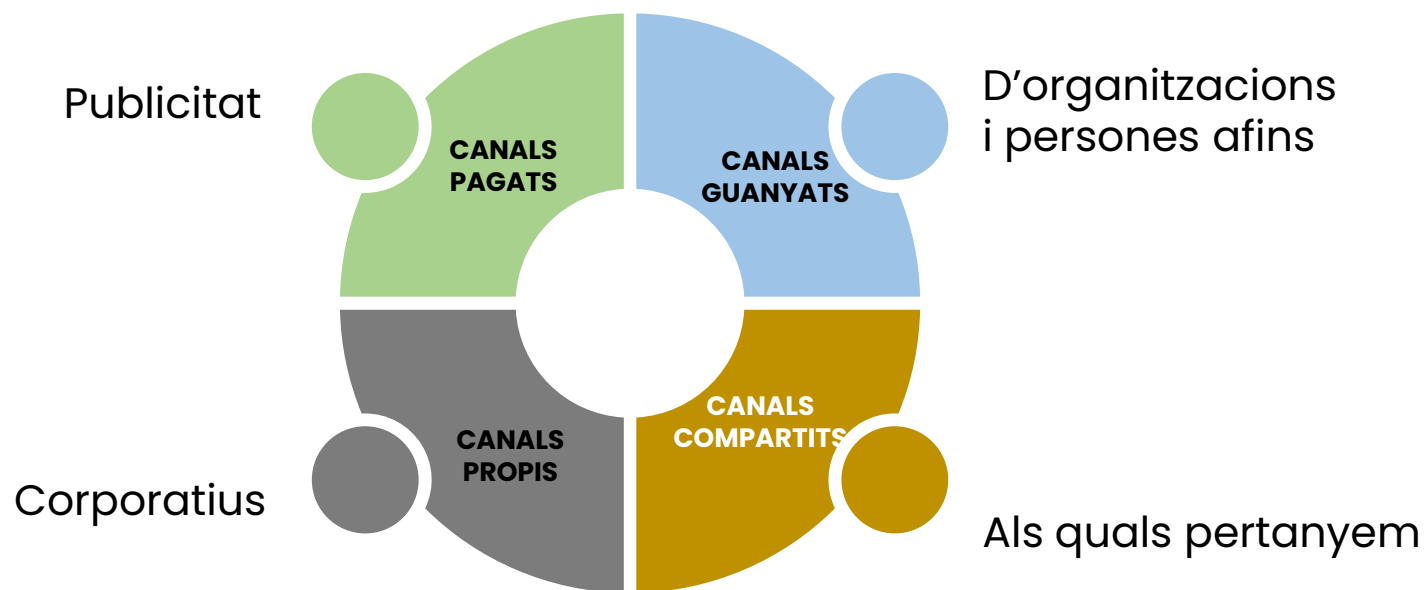 Publicitat
CANALS
PAGATS
CANALS
GUANYATS
D’organitzacions
i persones afins
Corporatius
CANALS
PROPIS
CANALS
COMPARTITS
Als quals pertanyem